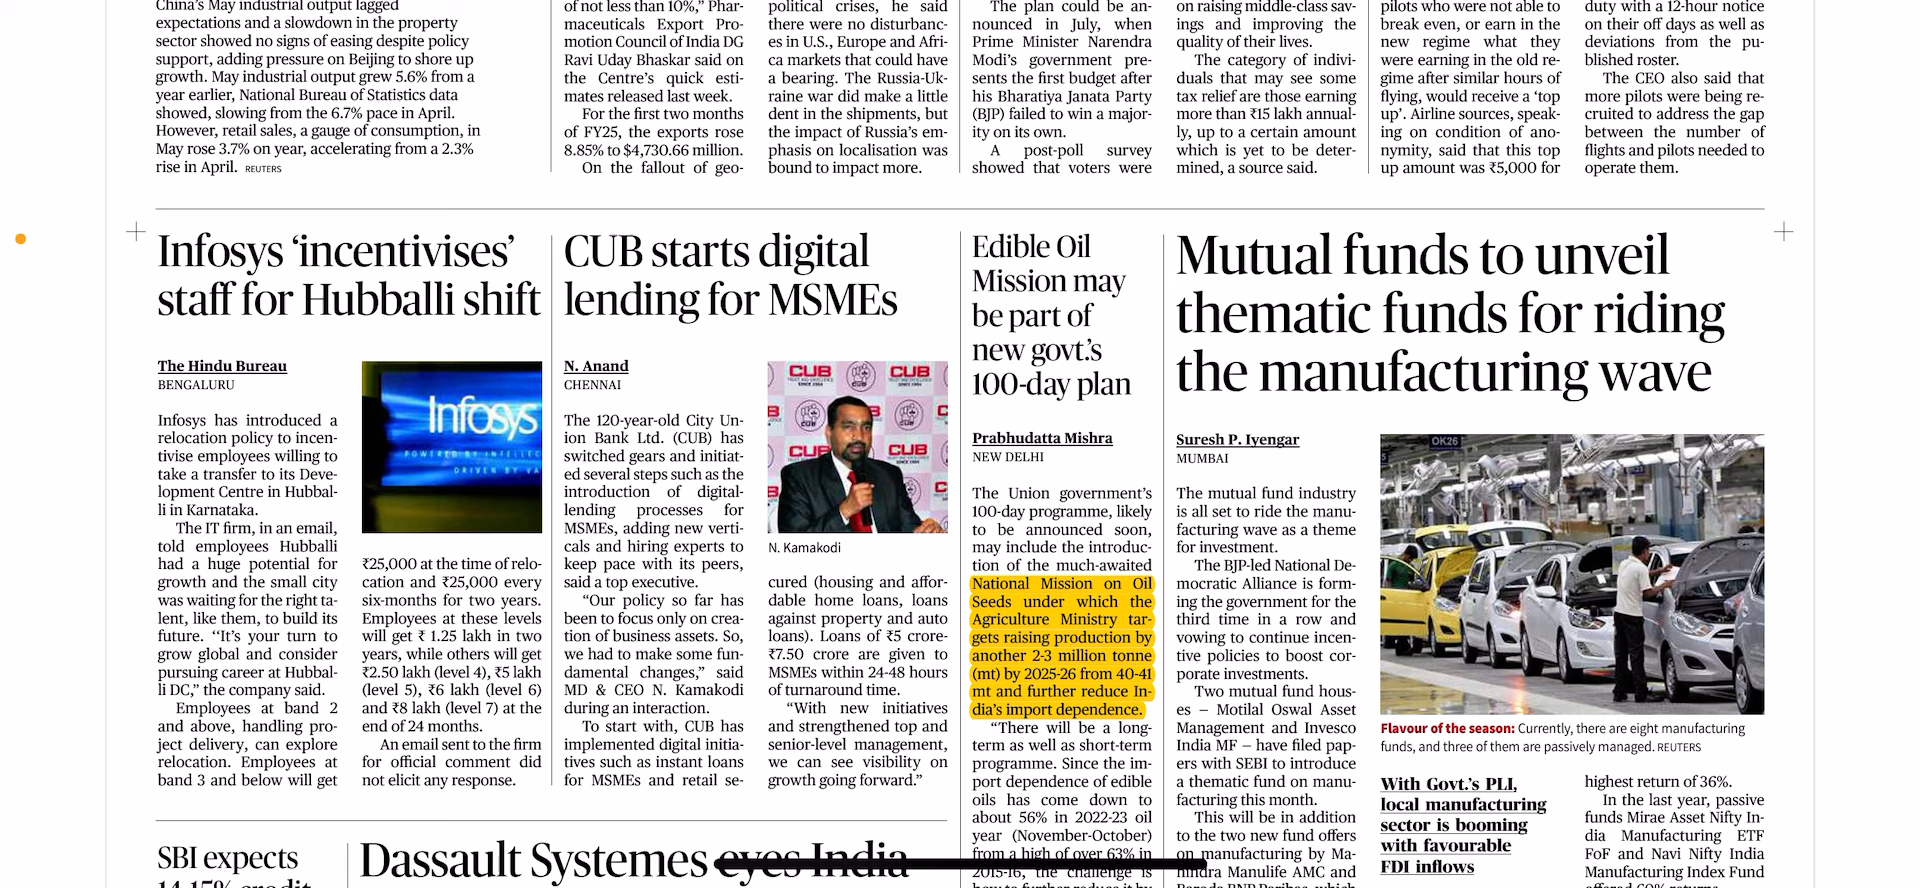 China's May industrial output lagged
expectations and a slowdown in the property
sector showed no signs of easing despite policy
support, adding pressure on Beijing to shore up
growth. May industrial output grew 5.6% from a
year earlier, National Bureau of Statistics data
showed, slowing from the 6.7% pace in April.
However, retail sales, a gauge of consumption, in
May rose 3.7% on year, accelerating from a 2.3%
rise in April. REUTERS
of not less than 10%,” Phar-
maceuticals Export Pro-
motion Council of India DG
Ravi Uday Bhaskar said on
the Centre's quick esti-
mates released last week.
For the first two months
of FY25, the exports rose
8.85% to $4,730.66 million.
On the fallout of geo-
political crises, he said
there were no disturbanc-
es in U.S., Europe and Afri-
ca markets that could have
a bearing. The Russia-Uk-
raine war did make a little
dent in the shipments, but
the impact of Russia's em-
phasis on localisation was
bound to impact more.
The plan could be an-
nounced in July, when
Prime Minister Narendra
Modi's government pre-
sents the first budget after
his Bharatiya Janata Party
(BJP) failed to win a major-
ity on its own.
A post-poll survey
showed that voters were
on raising middle-class sav-
ings and improving the
quality of their lives.
The category of indivi-
duals that may see some
tax relief are those earning
more than ₹15 lakh annual-
ly, up to a certain amount
which is yet to be deter-
mined, a source said.
pilots who were not able to
break even, or earn in the
new regime what they
were earning in the old re-
gime after similar hours of
flying, would receive a ‘top
up’. Airline sources, speak-
ing on condition of ano-
nymity, said that this top
up amount was ₹5,000 for
duty with a 12-hour notice
on their off days as well as
deviations from the pu-
blished roster.
The CEO also said that
more pilots were being re-
cruited to address the gap
between the number of
flights and pilots needed to
operate them.
Infosys ‘incentivises’
staff for Hubballi shift
The Hindu Bureau
BENGALURU
Infosys has introduced a
relocation policy to incen-
tivise employees willing to
take a transfer to its Deve-
lopment Centre in Hubbal-
li in Karnataka.
The IT firm, in an email,
told employees Hubballi
had a huge potential for
growth and the small city
was waiting for the right ta-
lent, like them, to build its
future. ‘‘It's your turn to
grow global and consider
pursuing career at Hubbal-
li DC,” the company said.
Employees at band 2
and above, handling pro-
ject delivery, can explore
relocation. Employees at
band 3 and below will get
Infosys
POWERED BY INTELLEC
DRIVEN BY VA
₹25,000 at the time of relo-
cation and ₹25,000 every
six-months for two years.
Employees at these levels
will get ₹ 1.25 lakh in two
years, while others will get
₹2.50 lakh (level 4), ₹5 lakh
(level 5), ₹6 lakh (level 6)
and ₹8 lakh (level 7) at the
end of 24 months.
An email sent to the firm
for official comment did
not elicit any response.
CUB starts digital
lending for MSMEs
N. Anand
CHENNAI
The 120-year-old City Un-
ion Bank Ltd. (CUB) has
switched gears and initiat-
ed several steps such as the
introduction of digital-
lending processes for
MSMEs, adding new verti-
cals and hiring experts to
keep pace with its peers,
said a top executive.
“Our policy so far has
been to focus only on crea-
tion of business assets. So,
we had to make some fun-
damental changes,” said
MD & CEO N. Kamakodi
during an interaction.
To start with, CUB has
implemented digital initia-
tives such as instant loans
for MSMEs and retail se-
CUB
CUB
CUB
CUB
CUB
N. Kamakodi
cured (housing and affor-
dable home loans, loans
against property and auto
loans). Loans of ₹5 crore-
₹7.50 crore are given to
MSMEs within 24-48 hours
of turnaround time.
“With new initiatives
and strengthened top and
senior-level management,
we can see visibility on
growth going forward.”
Edible Oil
Mission may
be part of
new govt.'s
100-day plan
Prabhudatta Mishra
NEW DELHI
The Union government's
100-day programme, likely
to be announced soon,
may include the introduc-
tion of the much-awaited
National Mission on Oil
Seeds under which the
Agriculture Ministry tar-
gets raising production by
another 2-3 million tonne
(mt) by 2025-26 from 40-41
mt and further reduce In-
dia's import dependence.
“There will be a long-
term as well as short-term
programme. Since the im-
port dependence of edible
oils has come down to
about 56% in 2022-23 oil
year (November-October)
from a high of over 63% in
2015-16, the challenge is
how to further reduce it by
Mutual funds to unveil
thematic funds for riding
the manufacturing wave
Suresh P. Iyengar
MUMBAI
The mutual fund industry
is all set to ride the manu-
facturing wave as a theme
for investment.
The BJP-led National De-
mocratic Alliance is form-
ing the government for the
third time in a row and
vowing to continue incen-
tive policies to boost cor-
porate investments.
Two mutual fund hous-
es — Motilal Oswal Asset
Management and Invesco
India MF — have filed pap-
ers with SEBI to introduce
a thematic fund on manu-
facturing this month.
This will be in addition
to the two new fund offers
on manufacturing by Ma-
hindra Manulife AMC and
Baroda BNP Paribas, which
OK26
Flavour of the season: Currently, there are eight manufacturing
funds, and three of them are passively managed. REUTERS
With Govt.'s PLI,
local manufacturing
sector is booming
with favourable
FDI inflows
highest return of 36%.
In the last year, passive
funds Mirae Asset Nifty In-
dia Manufacturing ETF
FoF and Navi Nifty India
Manufacturing Index Fund
offered 60% returns
SBI expects
14-15% credit
Dassault Systemes eyes India